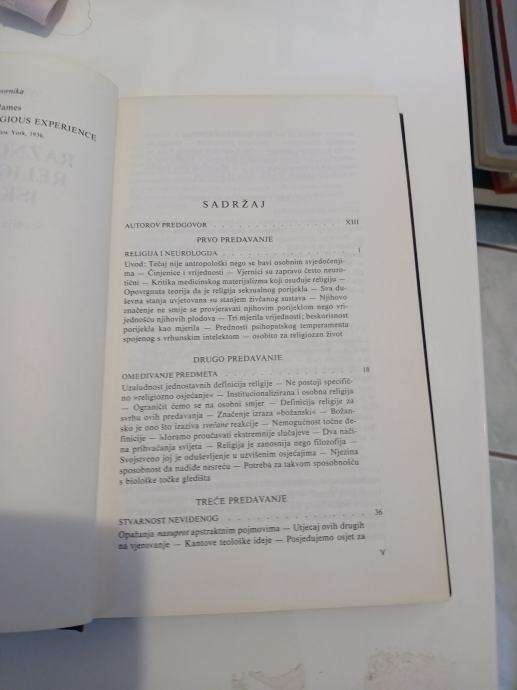 James
GIOUS EXPERIENCE
New York, 1936.
SADRŽAJ
AUTOROV PREDGOVOR . . . . . . . . . . . . . XIII
PRVO PREDAVANJE
RELIGIJA I NEUROLOGIJA . . . . . . . . . . . . 1
Uvod: Tečaj nije antropološki nego se bavi osobnim svjedočenji-
ma — Činjenice i vrijednosti — Vjernici su zapravo često neuro-
tični — Kritika medicinskog materijalizma koji osuđuje religiju —
Opovrgnuta teorija da je religija seksualnog porijekla — Sva du-
ševna stanja uvjetovana su stanjem živčanog sustava — Njihovo
značenje ne smije se provjeravati njihovim porijeklom nego vri-
jednošću njihovih plodova — Tri mjerila vrijednosti; beskorisnost
porijekla kao mjerila — Prednosti psihopatskog temperamenta
spojenog s vrhunskim intelektom — osobito za religiozan život
DRUGO PREDAVANJE
OMEĐIVANJE PREDMETA . . . . . . . . . . . . 18
Uzaludnost jednostavnih definicija religije — Ne postoji specifič-
no »religiozno osjećanje« — Institucionalizirana i osobna religija
— Ograničit ćemo se na osobni smjer — Definicija religije za
svrhu ovih predavanja — Značenje izraza »božanski« — Božan-
sko je ono što izaziva svečane reakcije — Nemogućnost točne de-
finicije — Moramo proučavati ekstremnije slučajeve — Dva nači-
na prihvaćanja svijeta — Religija je zanosnija nego filozofija —
Svojstveno joj je oduševljenje u uzvišenim osjećajima — Njezina
sposobnost da nadiđe nesreću — Potreba za takvom sposobnošću
s biološke točke gledišta
TREĆE PREDAVANJE
STVARNOST NEVIĐENOG . . . . . . . . . . . . 36
Opažanja nasuprot apstraktnim pojmovima — Utjecaj ovih drugih
na vjerovanje — Kantove teološke ideje — Posjedujemo osjet za
V